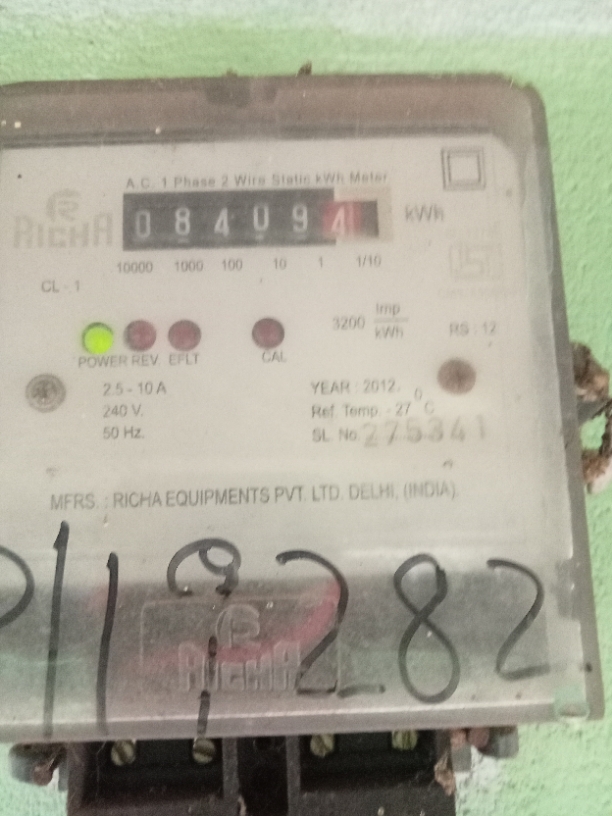 A.C. 1 Phase 2 Wire Static kWh Meter
RICHA
084094 kWh
10000 1000 100 10 1 1/10
CL - 1
3200 Imp/kWh
RS : 12
POWER REV. EFLT CAL
2.5 - 10 A
240 V.
50 Hz.
YEAR : 2012.
Ref. Temp. - 27 °C
SL. No. 275341
MFRS. : RICHA EQUIPMENTS PVT. LTD. DELHI, (INDIA).
RICHA